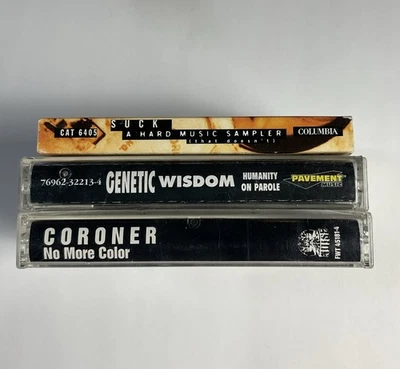 SUCK
CAT 6405
A HARD MUSIC SAMPLER
COLUMBIA
(that doesn't)
76962-32213-4
GENETIC WISDOM
HUMANITY
ON PAROLE
PAVEMENT
MUSIC
CORONER
No More Color
FWT 45101-4